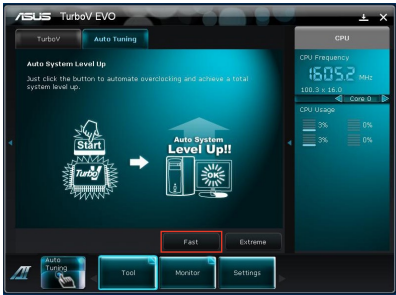 ASUS TurboV EVO
TurboV
Auto Tuning
CPU
Auto System Level Up
Just click the button to automate overclocking and achieve a total
system level up.
CPU Frequency
1605.2 MHz
100.3 x 16.0
Core 0
CPU Usage
3% 0%
3% 0%
Start
Turbo
Auto System
Level Up!!
OK
Fast
Extreme
Auto
Tuning
Tool
Monitor
Settings